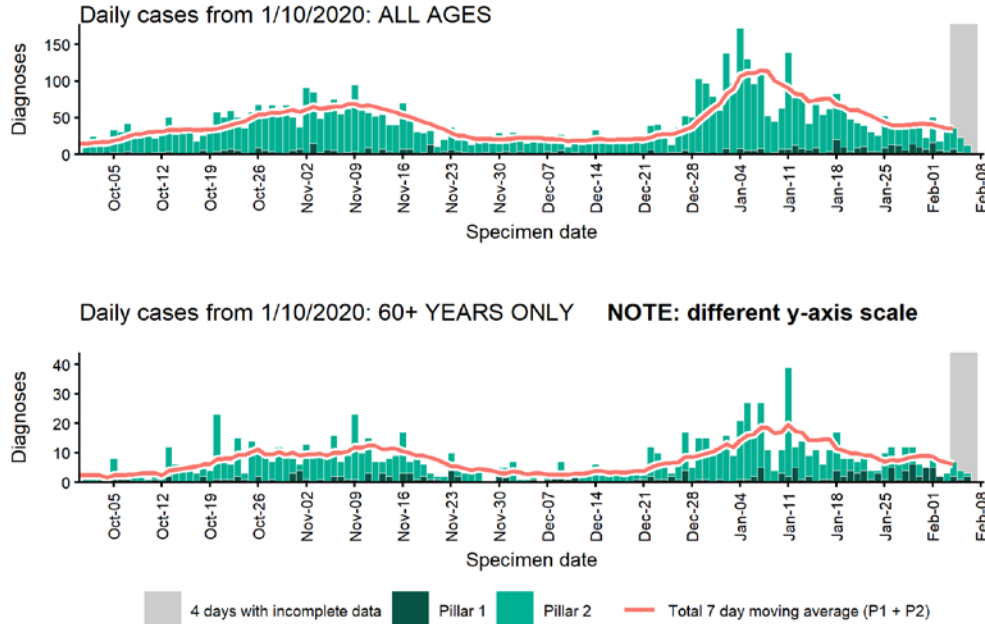 Daily cases from 1/10/2020: ALL AGES
Diagnoses
150
100
50
0
Oct-05 Oct-12 Oct-19 Oct-26 Nov-02 Nov-09 Nov-16 Nov-23 Nov-30 Dec-07 Dec-14 Dec-21 Dec-28 Jan-04 Jan-11 Jan-18 Jan-25 Feb-01 Feb-08
Specimen date
Daily cases from 1/10/2020: 60+ YEARS ONLY NOTE: different y-axis scale
Diagnoses
40
30
20
10
0
Oct-05 Oct-12 Oct-19 Oct-26 Nov-02 Nov-09 Nov-16 Nov-23 Nov-30 Dec-07 Dec-14 Dec-21 Dec-28 Jan-04 Jan-11 Jan-18 Jan-25 Feb-01 Feb-08
Specimen date
4 days with incomplete data Pillar 1 Pillar 2 Total 7 day moving average (P1 + P2)